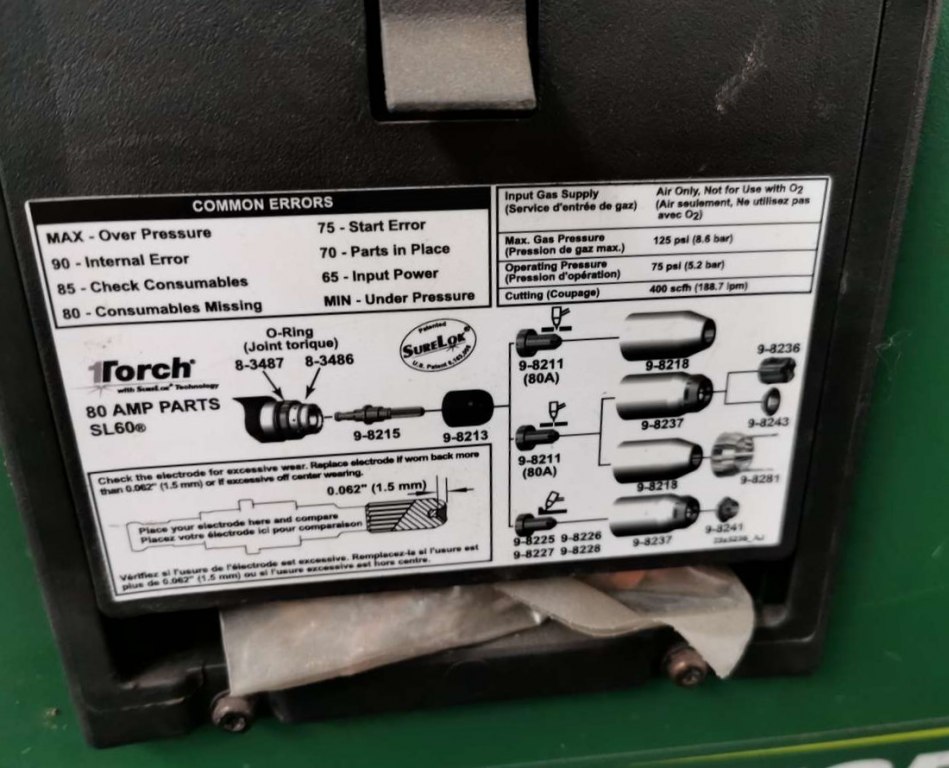 COMMON ERRORS
MAX - Over Pressure
90 - Internal Error
85 - Check Consumables
80 - Consumables Missing
75 - Start Error
70 - Parts in Place
65 - Input Power
MIN - Under Pressure
Input Gas Supply
(Service d'entrée de gaz)
Air Only, Not for Use with O2
(Air seulement, Ne utilisez pas
avec O2)
Max. Gas Pressure
(Pression de gaz max.)
125 psi (8.6 bar)
Operating Pressure
(Pression d'opération)
75 psi (5.2 bar)
Cutting (Coupage)
400 scfh (188.7 lpm)
1Torch®
with SureLok® Technology
80 AMP PARTS
SL60®
O-Ring
(Joint torique)
8-3487
8-3486
Patented
SURELOK®
U.S. Patent
9-8215
9-8213
9-8211
(80A)
9-8218
9-8236
9-8211
(80A)
9-8237
9-8243
9-8218
9-8281
9-8225 9-8226
9-8227 9-8228
9-8237
9-8241
Check the electrode for excessive wear. Replace electrode if worn back more
than 0.062" (1.5 mm) or if excessive off center wearing.
0.062" (1.5 mm)
Place your electrode here and compare
Placez votre électrode ici pour comparaison
Vérifiez si l'usure de l'électrode est excessive. Remplacez-la si l'usure est
plus de 0.062" (1.5 mm) ou si l'usure excessive est hors centre.